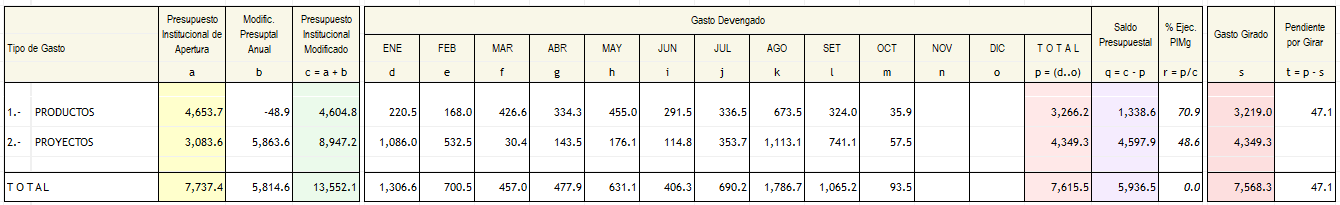 Tipo de Gasto
Presupuesto
Institucional de
Apertura
a
Modific.
Presuptal
Anual
b
Presupuesto
Institucional
Modificado
c = a + b
Gasto Devengado
ENE FEB MAR ABR MAY JUN JUL AGO SET OCT NOV DIC T O T A L
d e f g h i j k l m n o p = (d..o)
Saldo
Presupuestal
q = c - p
% Ejec.
PIMg
r = p/c
Gasto Girado
s
Pendiente
por Girar
t = p - s
1.- PRODUCTOS 4,653.7 -48.9 4,604.8 220.5 168.0 426.6 334.3 455.0 291.5 336.5 673.5 324.0 35.9 3,266.2 1,338.6 70.9 3,219.0 47.1
2.- PROYECTOS 3,083.6 5,863.6 8,947.2 1,086.0 532.5 30.4 143.5 176.1 114.8 353.7 1,113.1 741.1 57.5 4,349.3 4,597.9 48.6 4,349.3
T O T A L 7,737.4 5,814.6 13,552.1 1,306.6 700.5 457.0 477.9 631.1 406.3 690.2 1,786.7 1,065.2 93.5 7,615.5 5,936.5 0.0 7,568.3 47.1